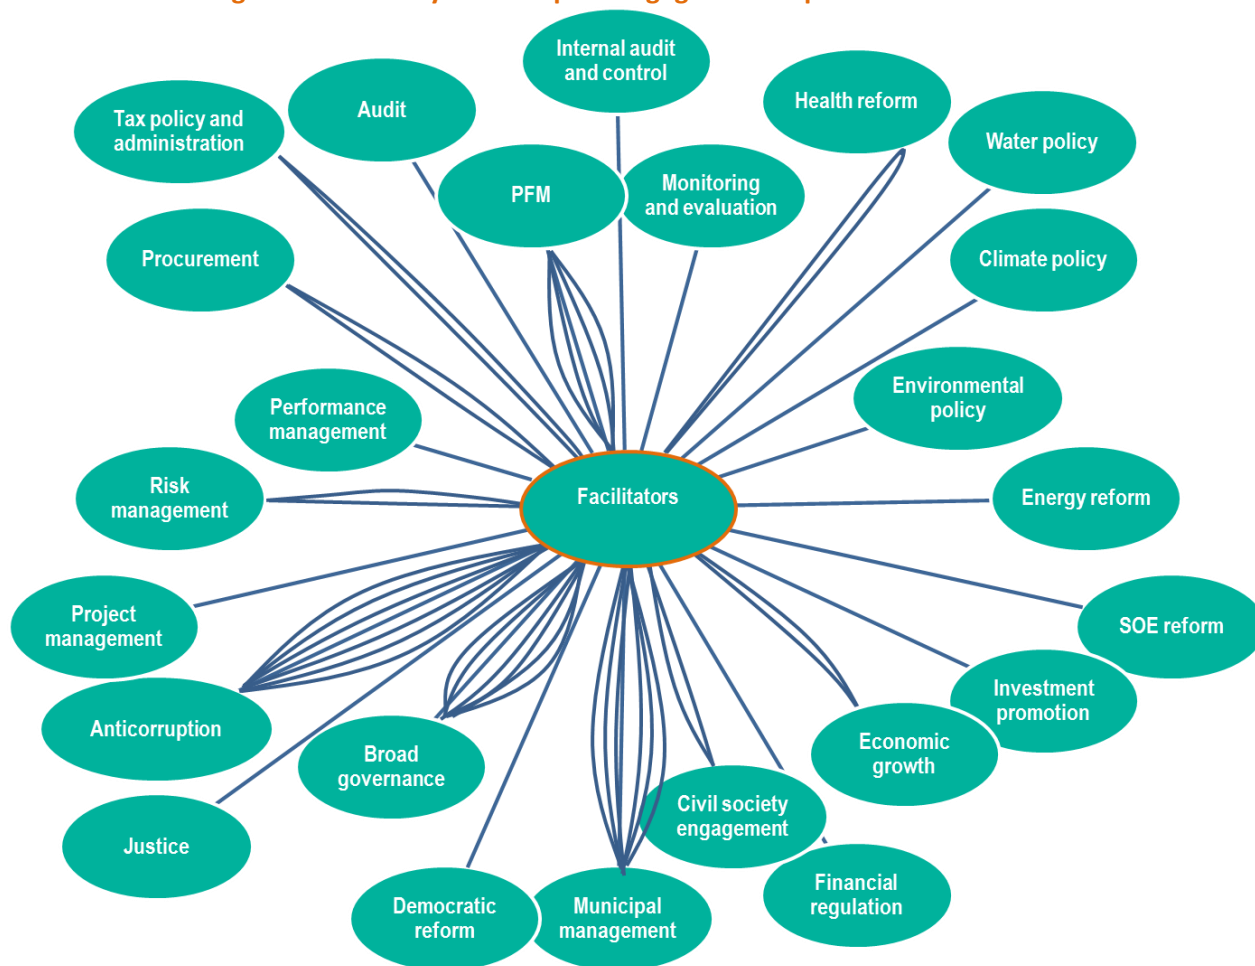 Internal audit
and control
Health reform
Audit
Tax policy and
administration
Water policy
PFM
Monitoring
and evaluation
Procurement
Climate policy
Environmental
policy
Performance
management
Risk
management
Facilitators
Energy reform
Project
management
SOE reform
Investment
promotion
Anticorruption
Broad
governance
Economic
growth
Civil society
engagement
Justice
Democratic
reform
Municipal
management
Financial
regulation